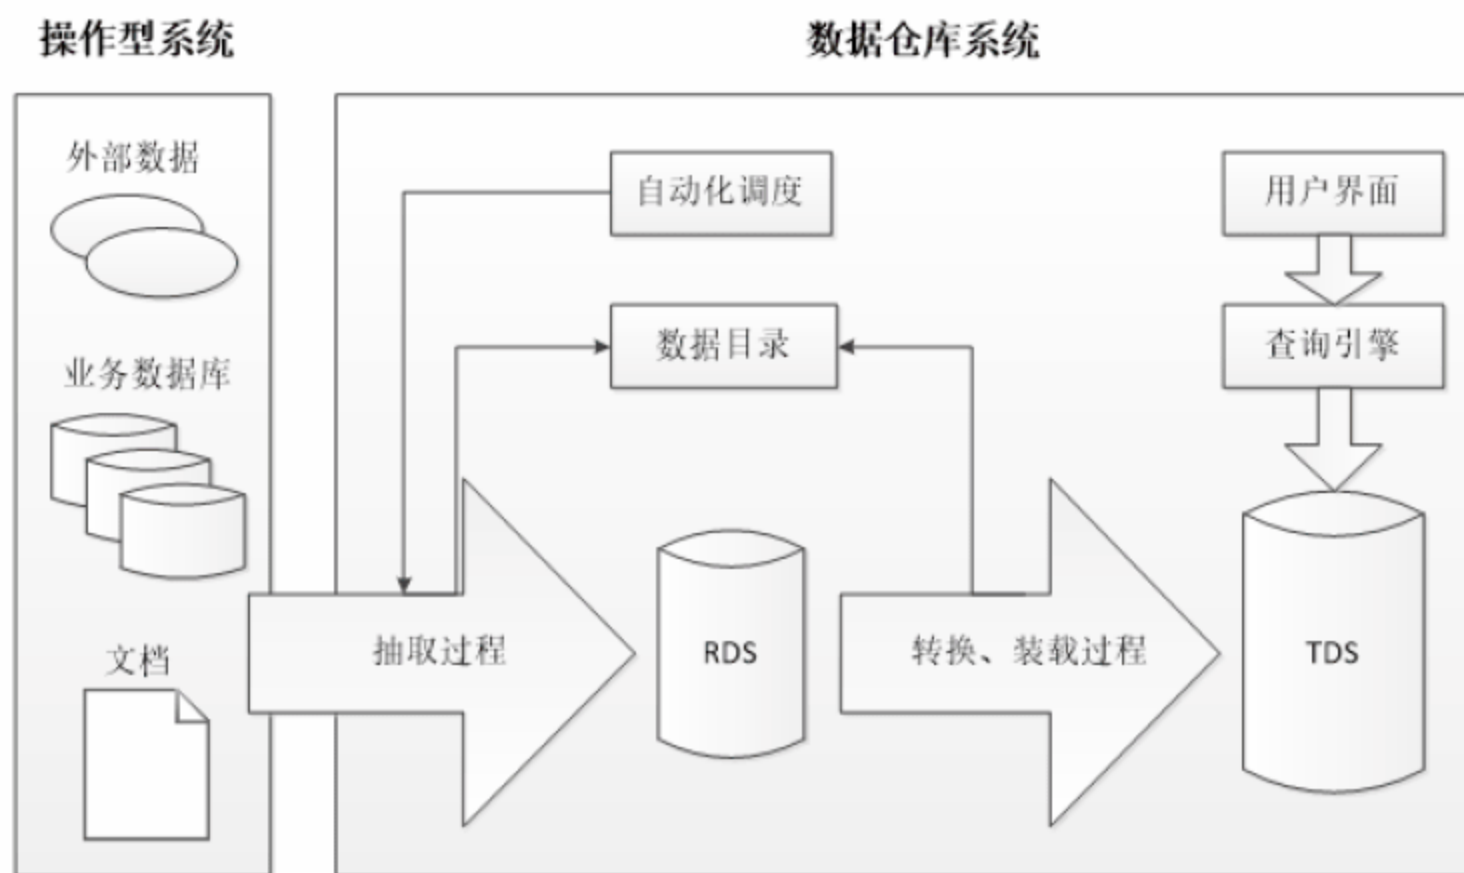 操作型系统
数据仓库系统
外部数据
自动化调度
用户界面
数据目录
查询引擎
业务数据库
文档
抽取过程
RDS
转换、装载过程
TDS